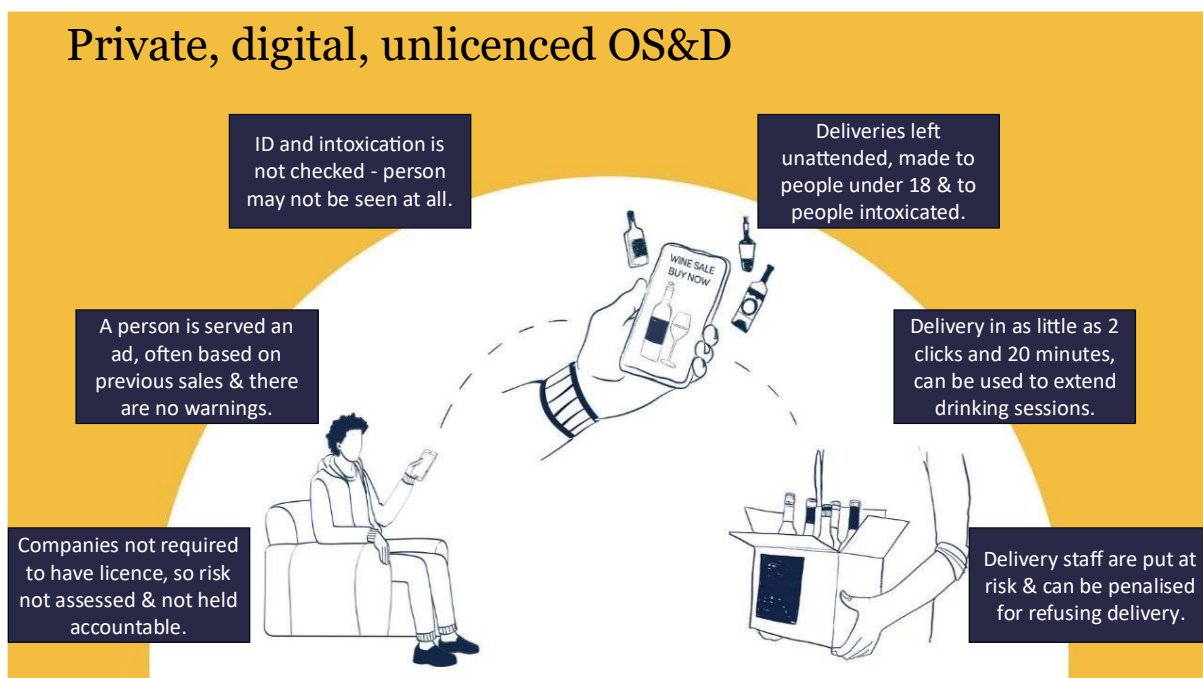 Private, digital, unlicenced OS&D
ID and intoxication is
not checked - person
may not be seen at all.
Deliveries left
unattended, made to
people under 18 & to
people intoxicated.
WINE SALE
BUY NOW
A person is served an
ad, often based on
previous sales & there
are no warnings.
Delivery in as little as 2
clicks and 20 minutes,
can be used to extend
drinking sessions.
Companies not required
to have licence, so risk
not assessed & not held
accountable.
Delivery staff are put at
risk & can be penalised
for refusing delivery.